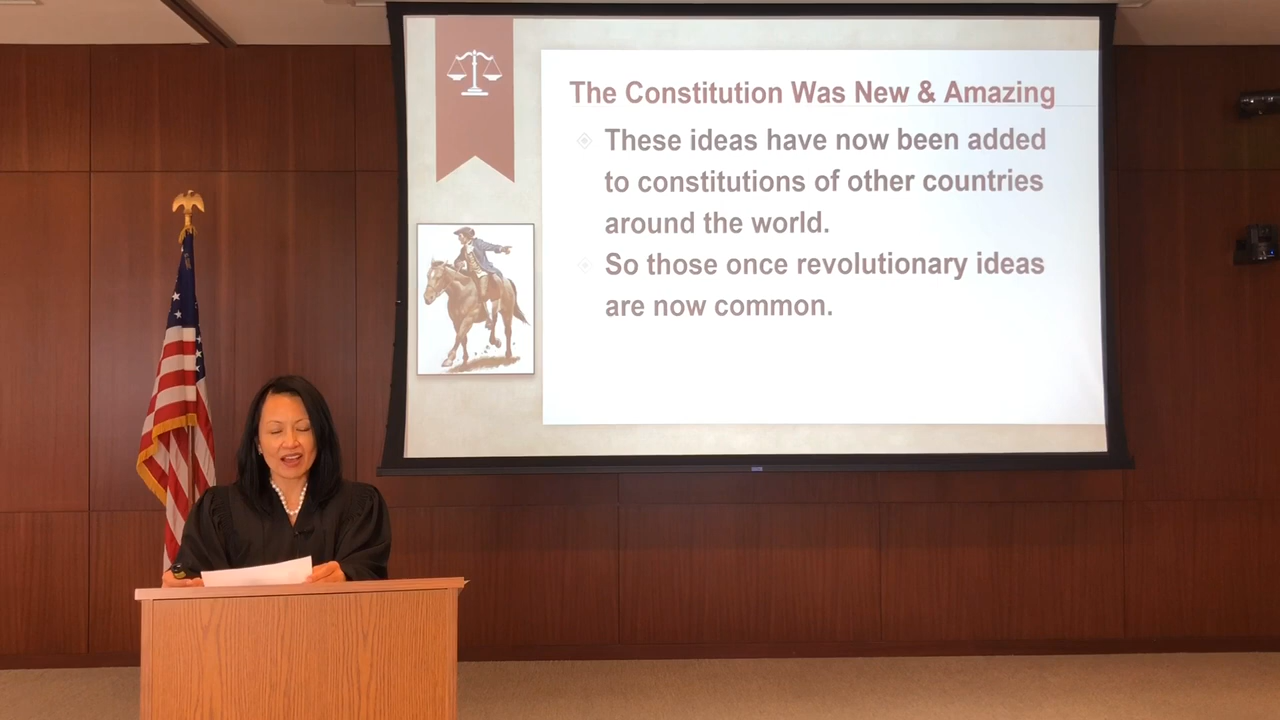 The Constitution Was New & Amazing
These ideas have now been added
to constitutions of other countries
around the world.
So those once revolutionary ideas
are now common.